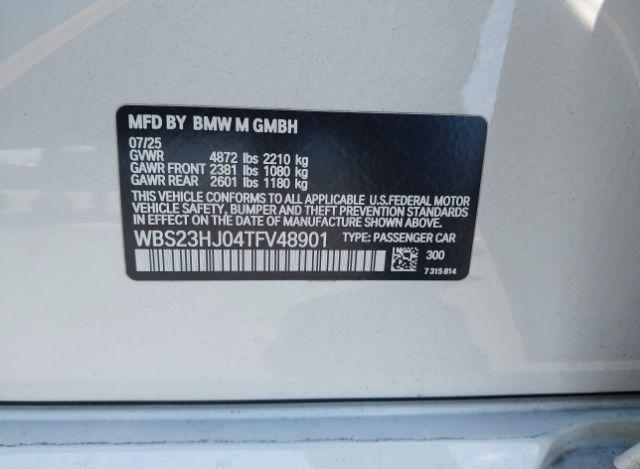 MFD BY BMW M GMBH
07/25
GVWR 4872 lbs 2210 kg
GAWR FRONT 2381 lbs 1080 kg
GAWR REAR 2601 lbs 1180 kg
THIS VEHICLE CONFORMS TO ALL APPLICABLE U.S.FEDERAL MOTOR
VEHICLE SAFETY, BUMPER AND THEFT PREVENTION STANDARDS
IN EFFECT ON THE DATE OF MANUFACTURE SHOWN ABOVE.
WBS23HJ04TFV48901 TYPE: PASSENGER CAR
300
7 315 814